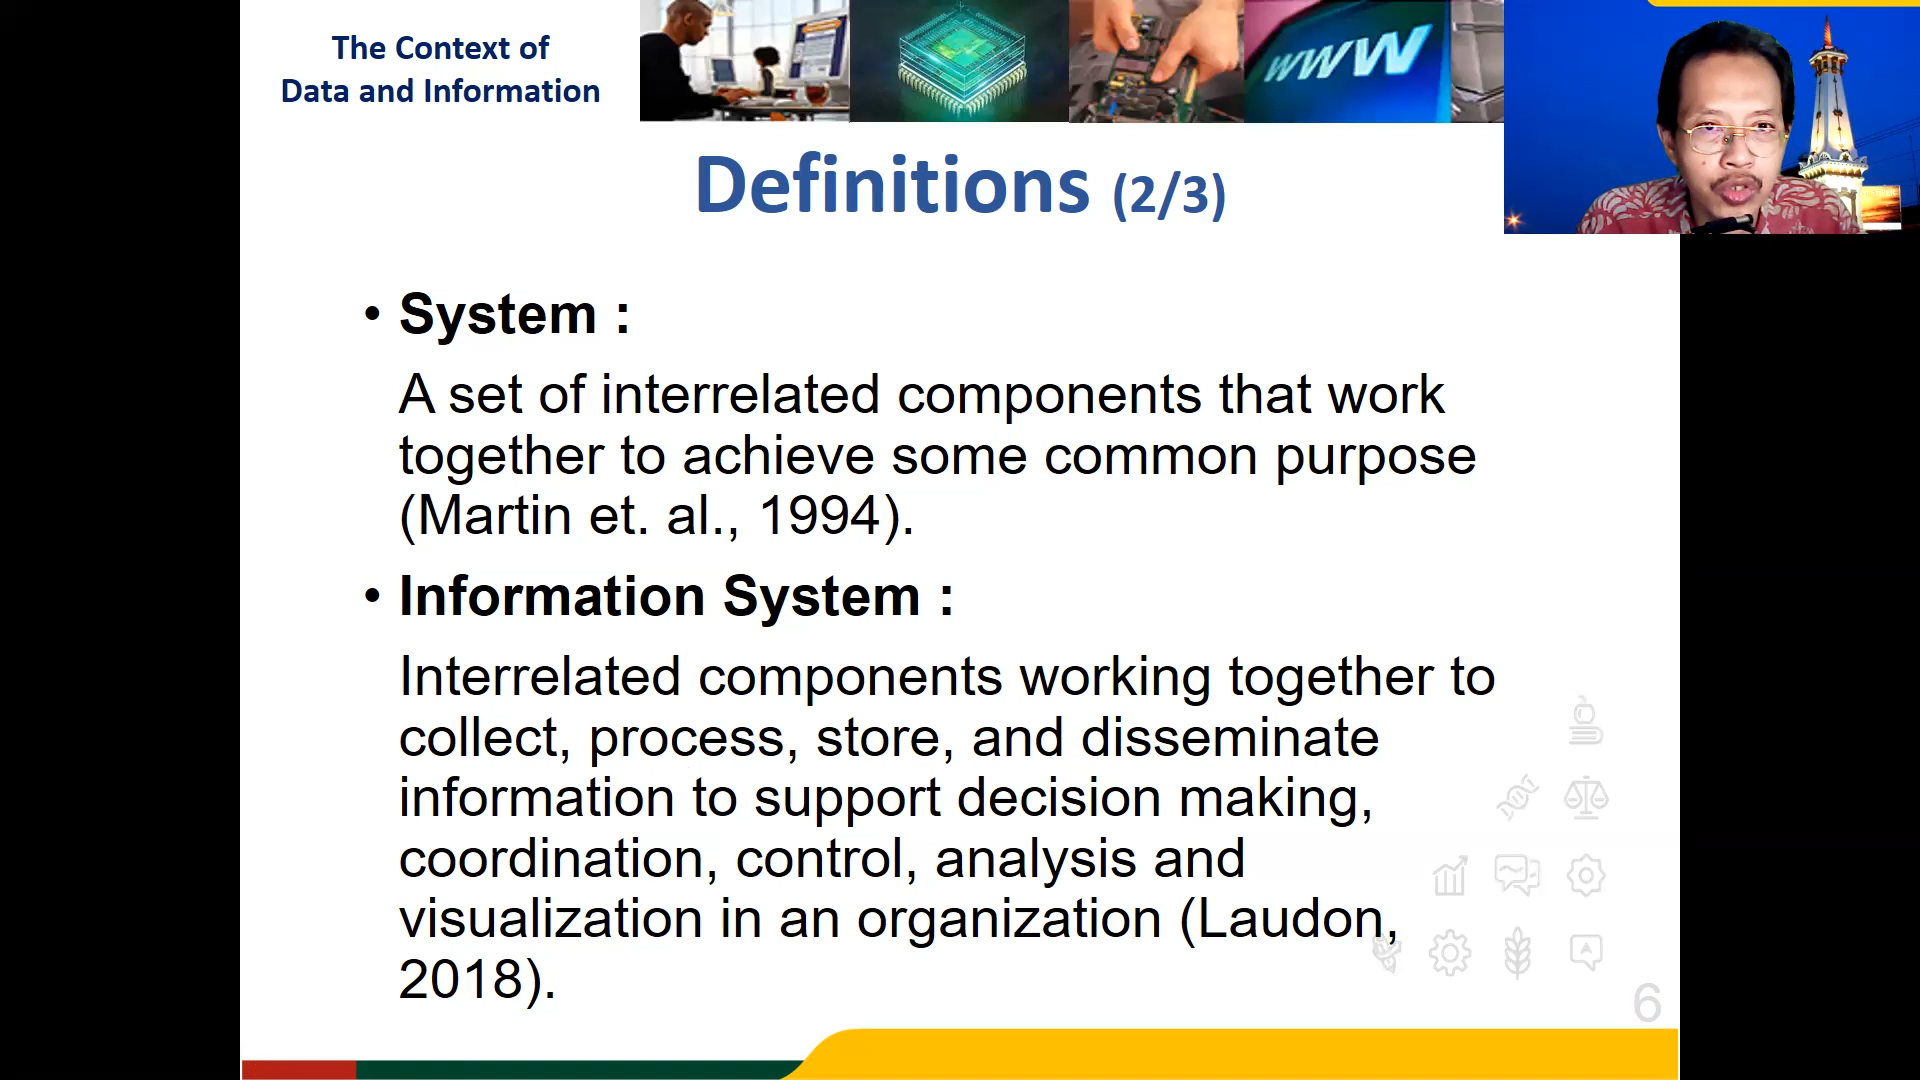 The Context of
Data and Information
www
Definitions (2/3)
• System :
A set of interrelated components that work
together to achieve some common purpose
(Martin et. al., 1994).
• Information System :
Interrelated components working together to
collect, process, store, and disseminate
information to support decision making,
coordination, control, analysis and
visualization in an organization (Laudon,
2018).
6